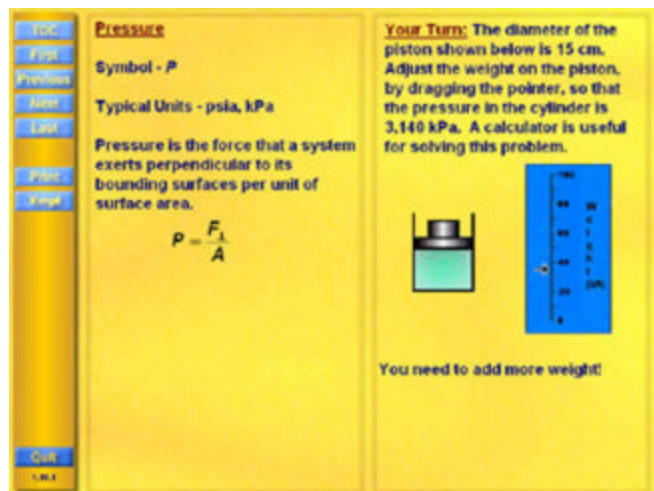 TOC
First
Previous
Next
Last
Print
Quit
Pressure
Symbol - P
Typical Units - psia, kPa
Pressure is the force that a system
exerts perpendicular to its
bounding surfaces per unit of
surface area.
P = F⊥
A
Your Turn: The diameter of the
piston shown below is 15 cm.
Adjust the weight on the piston,
by dragging the pointer, so that
the pressure in the cylinder is
3,140 kPa. A calculator is useful
for solving this problem.
100
80
60
40
20
0
Weight
(kN)
You need to add more weight!